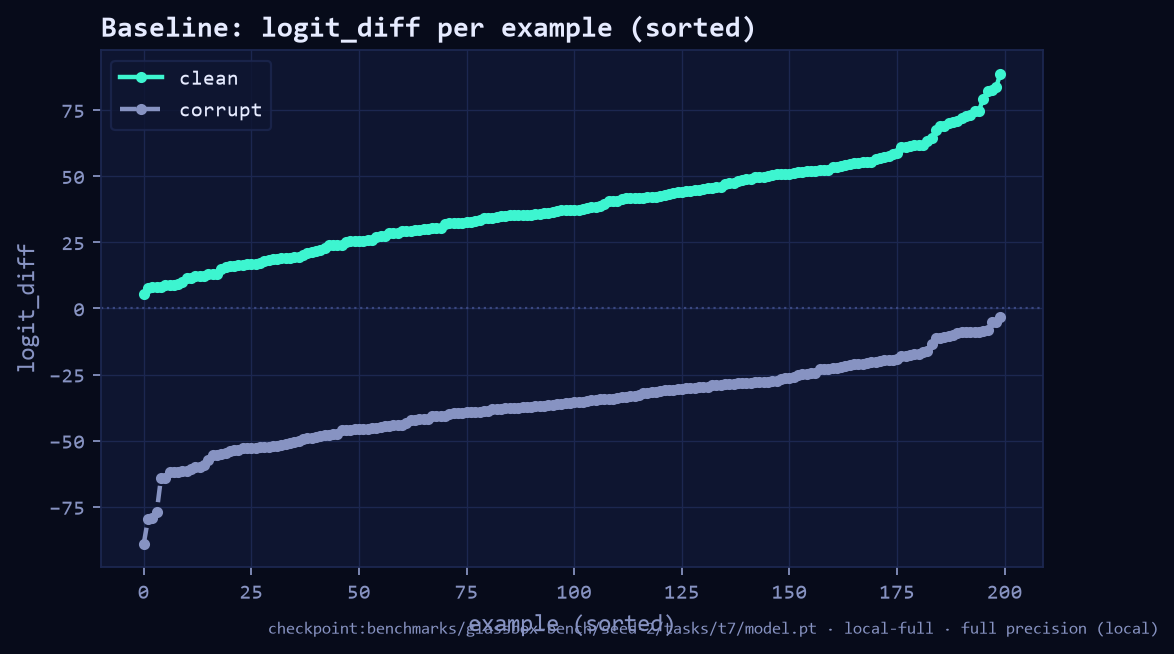 Baseline: logit_diff per example (sorted)
clean
corrupt
75
50
25
0
−25
−50
−75
logit_diff
0 25 50 75 100 125 150 175 200
example (sorted)
checkpoint:benchmarks/glassbox-bench/seed-2/tasks/t7/model.pt · local-full · full precision (local)